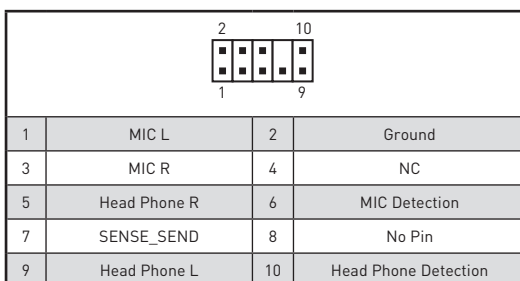 2 10
1 9
1 MIC L 2 Ground
3 MIC R 4 NC
5 Head Phone R 6 MIC Detection
7 SENSE_SEND 8 No Pin
9 Head Phone L 10 Head Phone Detection